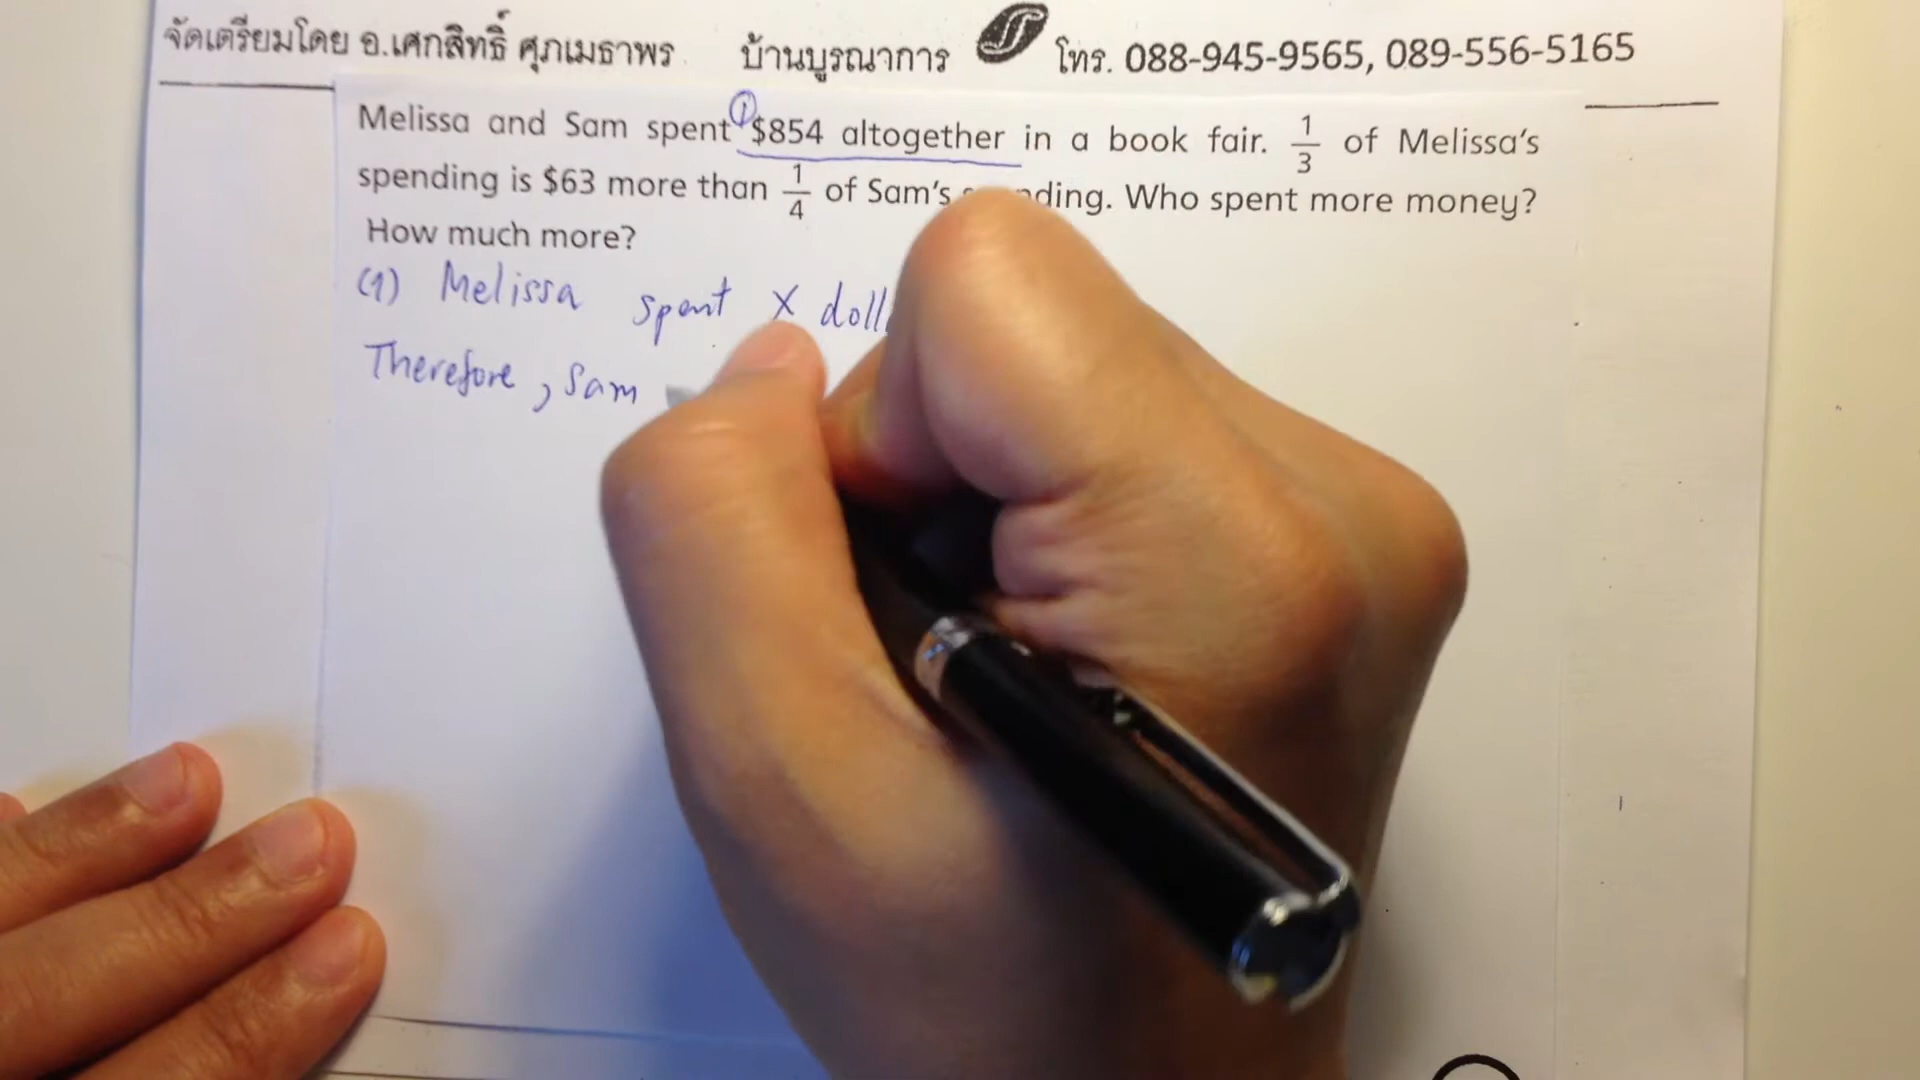 จัดเตรียมโดย อ.เศกสิทธิ์ ศุภเมธาพร บ้านบูรณาการ โทร. 088-945-9565, 089-556-5165
Melissa and Sam spent ① $854 altogether in a book fair. 1/3 of Melissa's
spending is $63 more than 1/4 of Sam's ding. Who spent more money?
How much more?
(1) Melissa spent x doll
Therefore, Sam